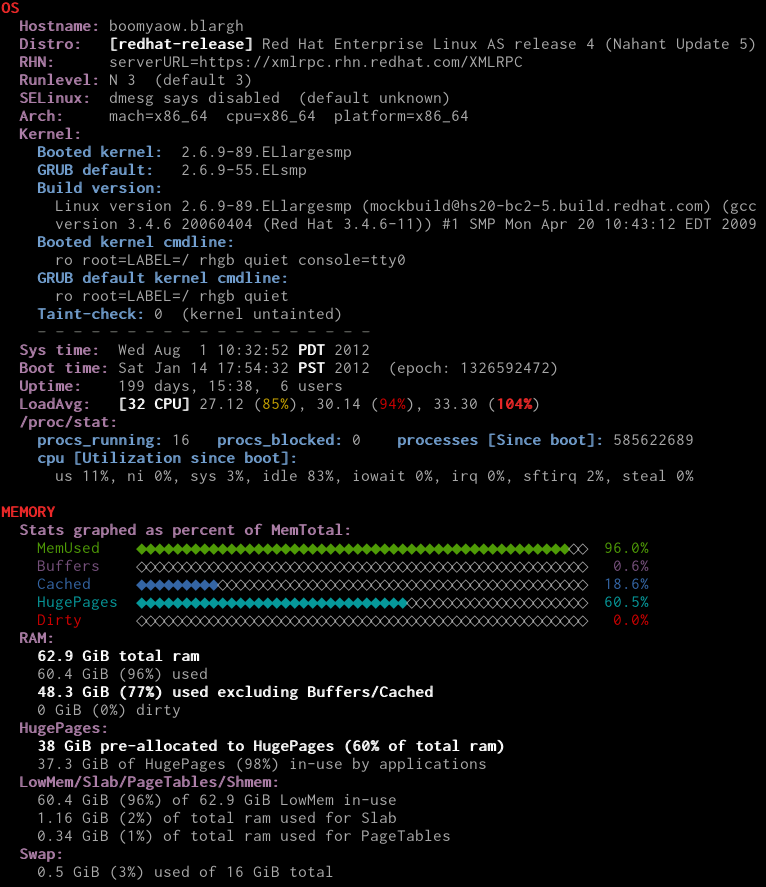 OS
Hostname: boomyaow.blargh
Distro: [redhat-release] Red Hat Enterprise Linux AS release 4 (Nahant Update 5)
RHN: serverURL=https://xmlrpc.rhn.redhat.com/XMLRPC
Runlevel: N 3 (default 3)
SELinux: dmesg says disabled (default unknown)
Arch: mach=x86_64 cpu=x86_64 platform=x86_64
Kernel:
Booted kernel: 2.6.9-89.ELlargesmp
GRUB default: 2.6.9-55.ELsmp
Build version:
Linux version 2.6.9-89.ELlargesmp (mockbuild@hs20-bc2-5.build.redhat.com) (gcc
version 3.4.6 20060404 (Red Hat 3.4.6-11)) #1 SMP Mon Apr 20 10:43:12 EDT 2009
Booted kernel cmdline:
ro root=LABEL=/ rhgb quiet console=tty0
GRUB default kernel cmdline:
ro root=LABEL=/ rhgb quiet
Taint-check: 0 (kernel untainted)
- - - - - - - - - - - - - - - - - - -
Sys time: Wed Aug 1 10:32:52 PDT 2012
Boot time: Sat Jan 14 17:54:32 PST 2012 (epoch: 1326592472)
Uptime: 199 days, 15:38, 6 users
LoadAvg: [32 CPU] 27.12 (85%), 30.14 (94%), 33.30 (104%)
/proc/stat:
procs_running: 16 procs_blocked: 0 processes [Since boot]: 585622689
cpu [Utilization since boot]:
us 11%, ni 0%, sys 3%, idle 83%, iowait 0%, irq 0%, sftirq 2%, steal 0%
MEMORY
Stats graphed as percent of MemTotal:
MemUsed 96.0%
Buffers 0.6%
Cached 18.6%
HugePages 60.5%
Dirty 0.0%
RAM:
62.9 GiB total ram
60.4 GiB (96%) used
48.3 GiB (77%) used excluding Buffers/Cached
0 GiB (0%) dirty
HugePages:
38 GiB pre-allocated to HugePages (60% of total ram)
37.3 GiB of HugePages (98%) in-use by applications
LowMem/Slab/PageTables/Shmem:
60.4 GiB (96%) of 62.9 GiB LowMem in-use
1.16 GiB (2%) of total ram used for Slab
0.34 GiB (1%) of total ram used for PageTables
Swap:
0.5 GiB (3%) used of 16 GiB total